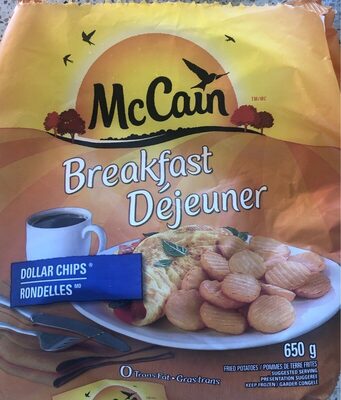 McCain
TM/MC
Breakfast
Déjeuner
DOLLAR CHIPS®
RONDELLES MD
650 g
FRIED POTATOES / POMMES DE TERRE FRITES
SUGGESTED SERVING
PRESENTATION SUGGÉRÉE
KEEP FROZEN / GARDER CONGELÉ
0 Trans Fat • Gras trans